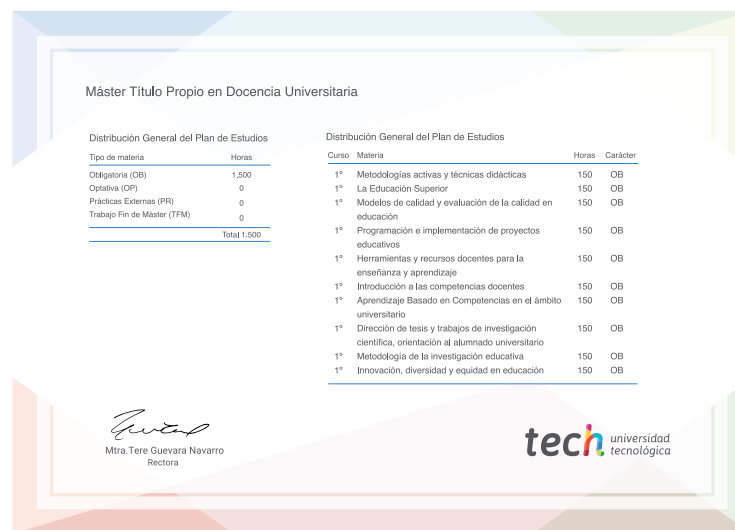 Máster Título Propio en Docencia Universitaria
Distribución General del Plan de Estudios
Tipo de materia Horas
Obligatoria (OB) 1.500
Optativa (OP) 0
Prácticas Externas (PR) 0
Trabajo Fin de Máster (TFM) 0
Total 1.500
Distribución General del Plan de Estudios
Curso Materia Horas Carácter
1º Metodologías activas y técnicas didácticas 150 OB
1º La Educación Superior 150 OB
1º Modelos de calidad y evaluación de la calidad en 150 OB
educación
1º Programación e implementación de proyectos 150 OB
educativos
1º Herramientas y recursos docentes para la 150 OB
enseñanza y aprendizaje
1º Introducción a las competencias docentes 150 OB
1º Aprendizaje Basado en Competencias en el ámbito 150 OB
universitario
1º Dirección de tesis y trabajos de investigación 150 OB
científica, orientación al alumnado universitario
1º Metodología de la investigación educativa 150 OB
1º Innovación, diversidad y equidad en educación 150 OB
Mtra.Tere Guevara Navarro
Rectora
tech universidad
tecnológica